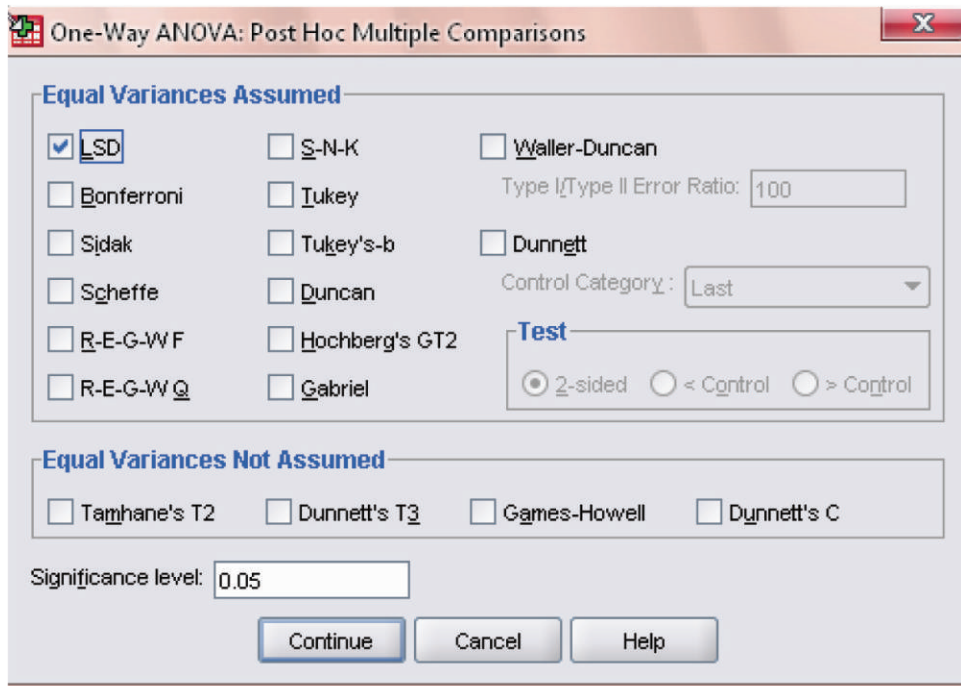 One-Way ANOVA: Post Hoc Multiple Comparisons
Equal Variances Assumed
LSD S-N-K Waller-Duncan
Type I/Type II Error Ratio: 100
Bonferroni Tukey
Sidak Tukey's-b Dunnett
Control Category : Last
Scheffe Duncan
R-E-G-W F Hochberg's GT2
Test
R-E-G-W Q Gabriel
2-sided < Control > Control
Equal Variances Not Assumed
Tamhane's T2 Dunnett's T3 Games-Howell Dunnett's C
Significance level: 0.05
Continue Cancel Help